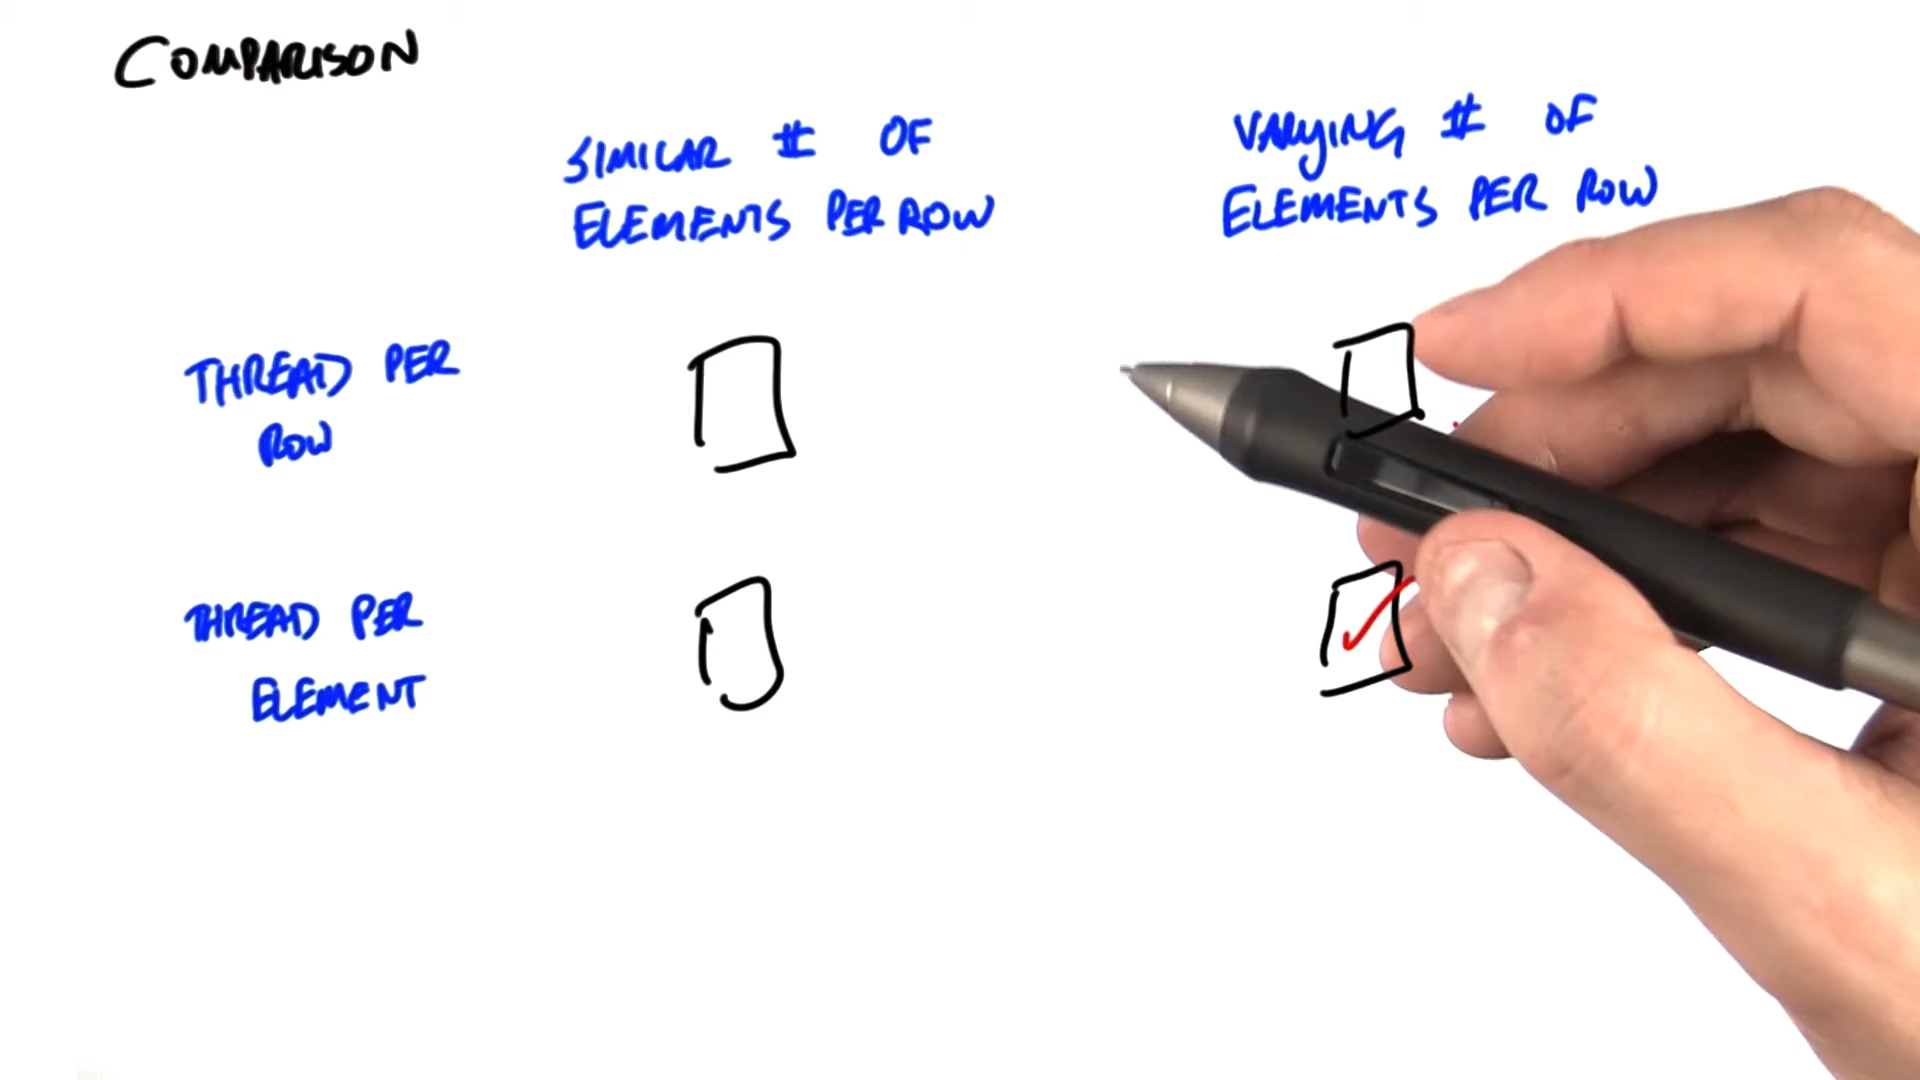 COMPARISON
SIMILAR # OF
ELEMENTS PER ROW
VARYING # OF
ELEMENTS PER ROW
THREAD PER
ROW
THREAD PER
ELEMENT